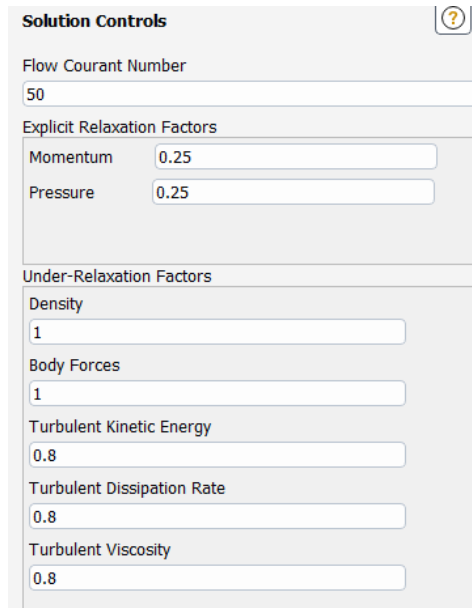 Solution Controls
?
Flow Courant Number
50
Explicit Relaxation Factors
Momentum 0.25
Pressure 0.25
Under-Relaxation Factors
Density
1
Body Forces
1
Turbulent Kinetic Energy
0.8
Turbulent Dissipation Rate
0.8
Turbulent Viscosity
0.8